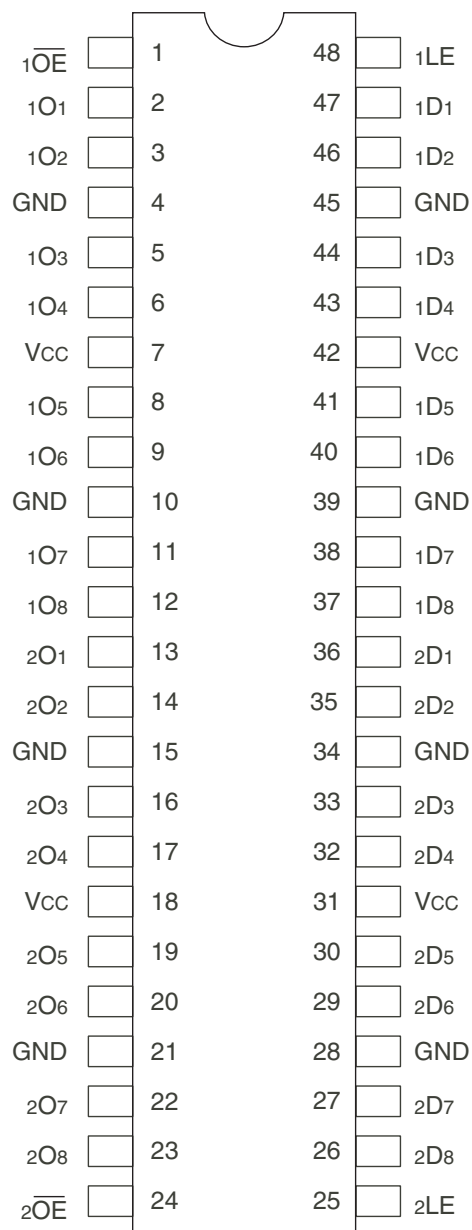 1O̅E̅ 1 48 1LE
1O1 2 47 1D1
1O2 3 46 1D2
GND 4 45 GND
1O3 5 44 1D3
1O4 6 43 1D4
VCC 7 42 VCC
1O5 8 41 1D5
1O6 9 40 1D6
GND 10 39 GND
1O7 11 38 1D7
1O8 12 37 1D8
2O1 13 36 2D1
2O2 14 35 2D2
GND 15 34 GND
2O3 16 33 2D3
2O4 17 32 2D4
VCC 18 31 VCC
2O5 19 30 2D5
2O6 20 29 2D6
GND 21 28 GND
2O7 22 27 2D7
2O8 23 26 2D8
2O̅E̅ 24 25 2LE